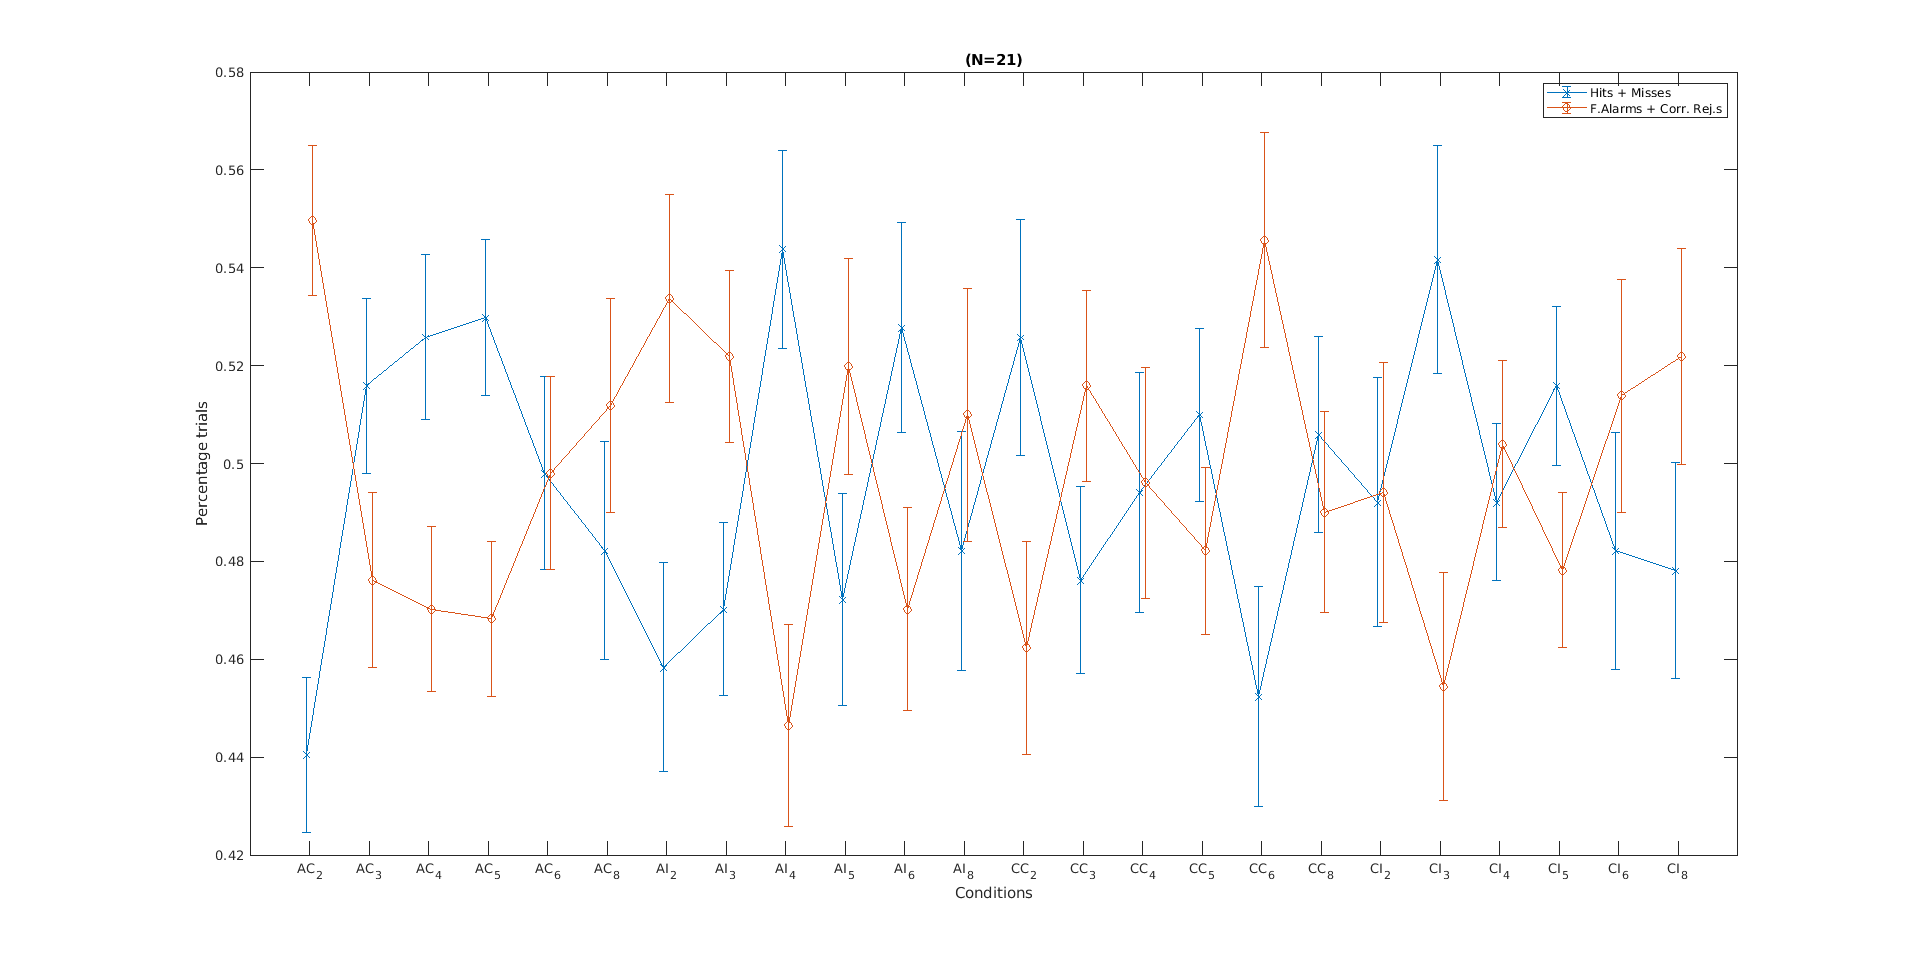 (N=21)
0.58
0.56
0.54
0.52
0.5
0.48
0.46
0.44
0.42
Percentage trials
Hits + Misses
F.Alarms + Corr. Rej.s
AC2 AC3 AC4 AC5 AC6 AC8 AI2 AI3 AI4 AI5 AI6 AI8 CC2 CC3 CC4 CC5 CC6 CC8 CI2 CI3 CI4 CI5 CI6 CI8
Conditions